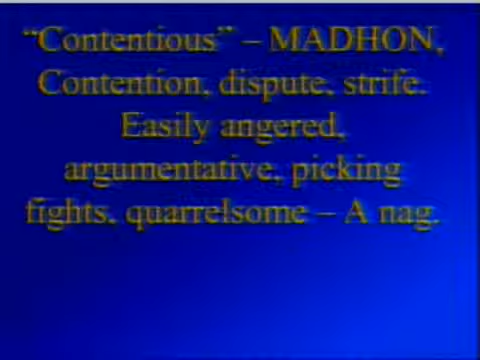 “Contentious” – MADHON,
Contention, dispute, strife.
Easily angered,
argumentative, picking
fights, quarrelsome – A nag.